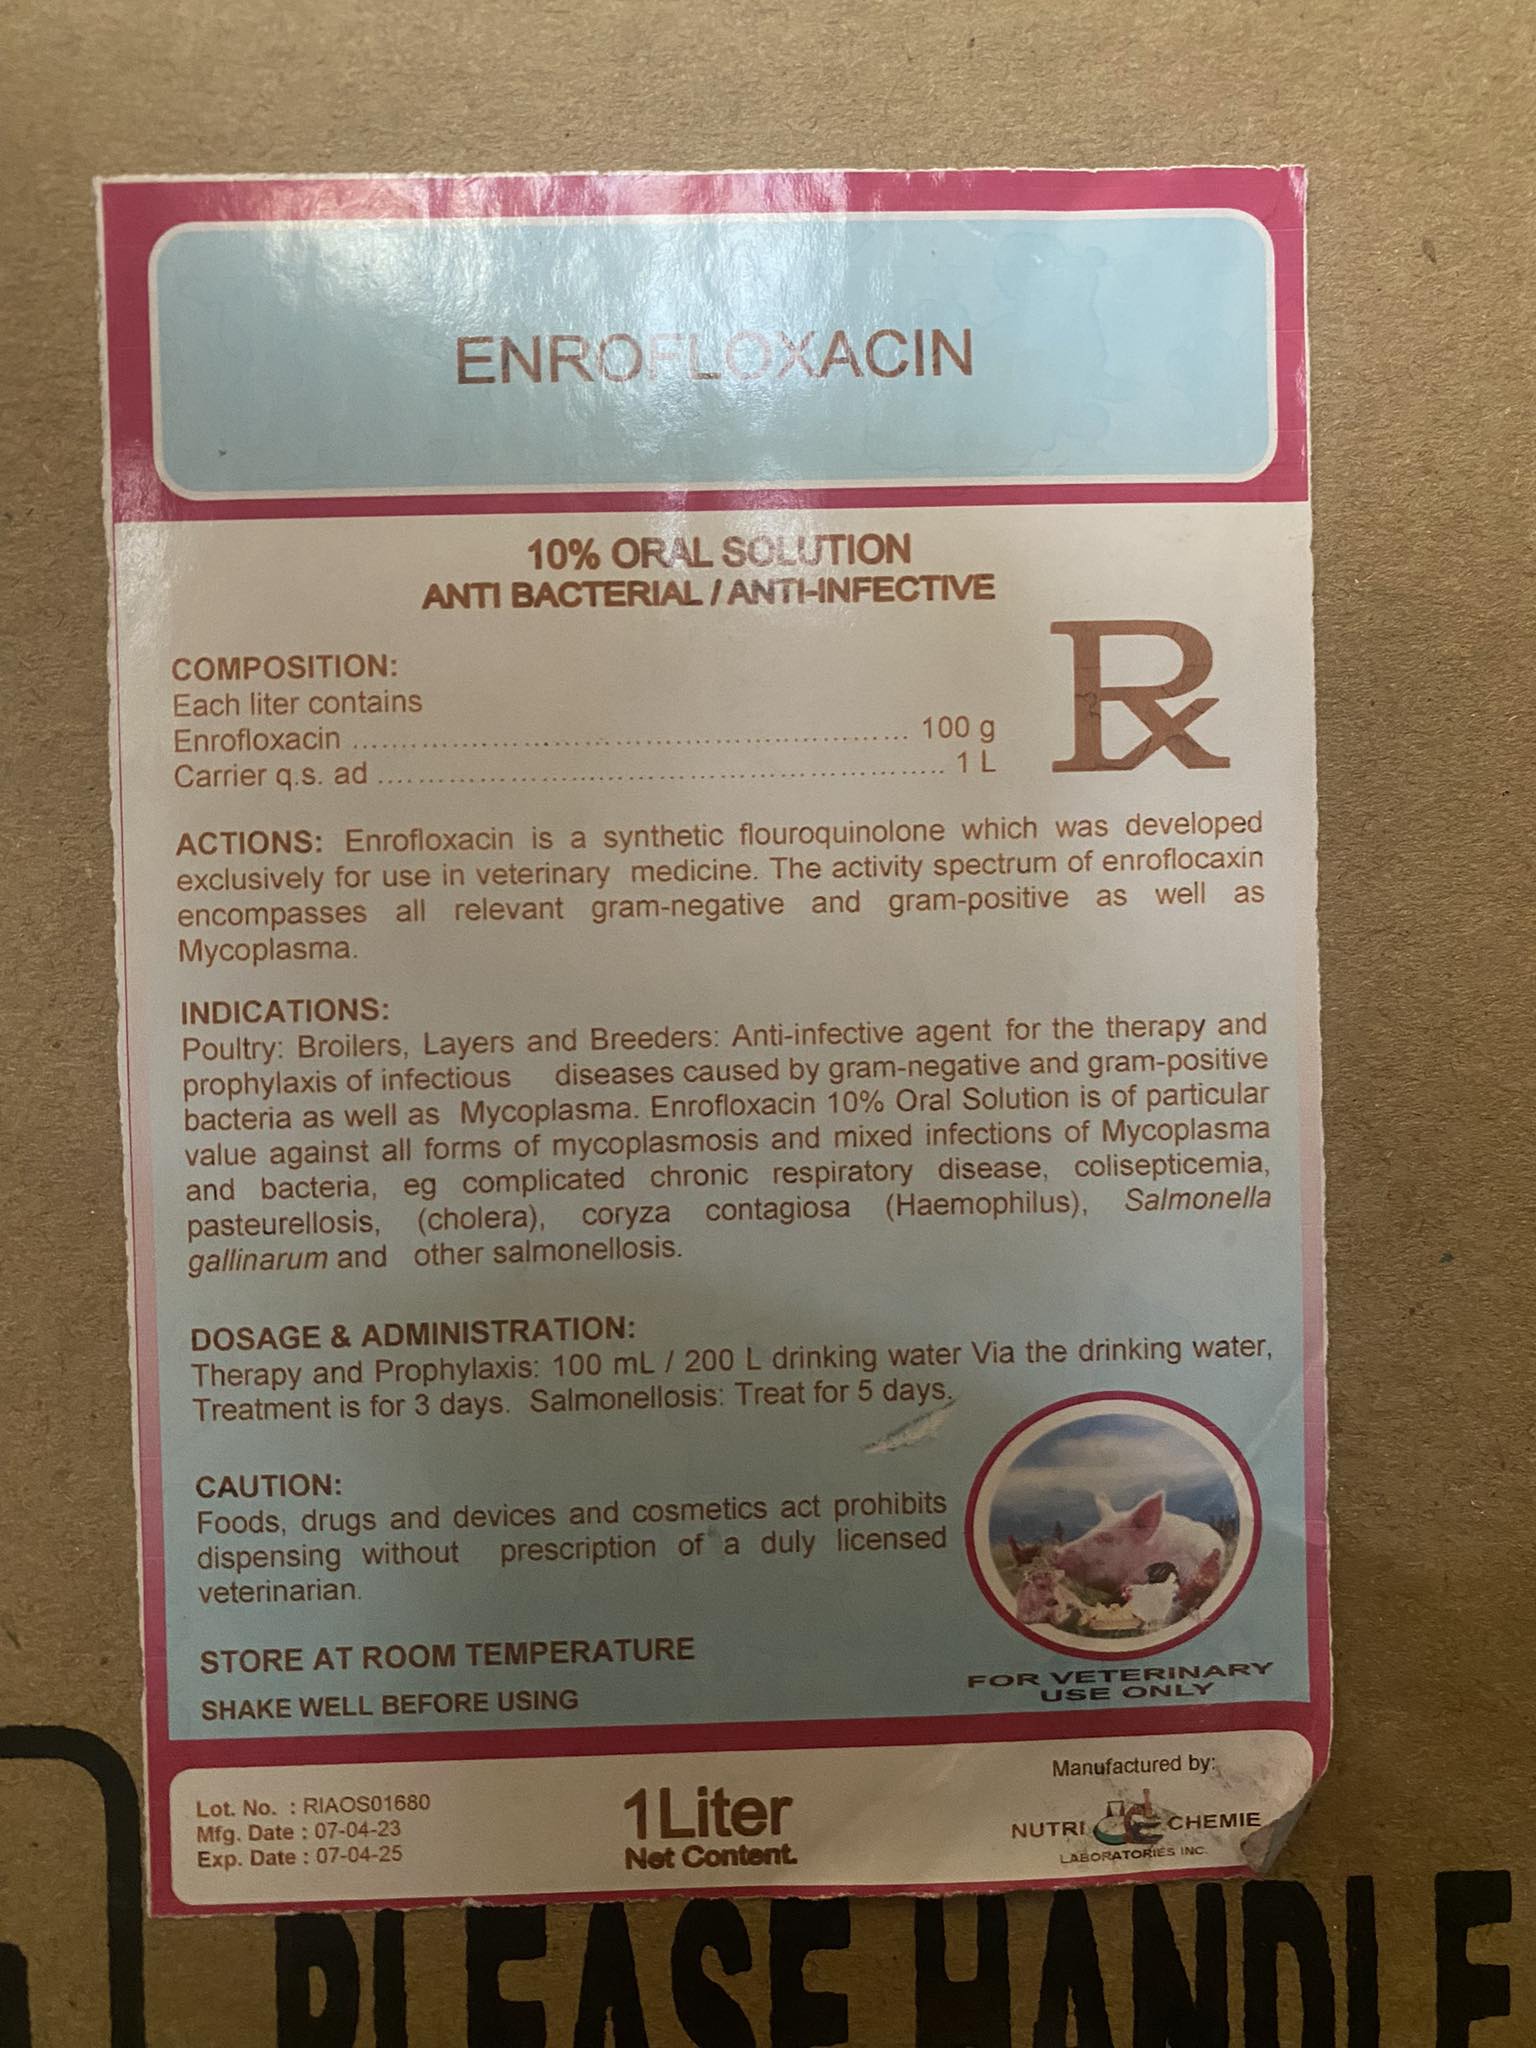 ENROFLOXACIN
10% ORAL SOLUTION
ANTI BACTERIAL / ANTI-INFECTIVE
Rx
COMPOSITION:
Each liter contains
Enrofloxacin ........................................................................ 100 g
Carrier q.s. ad ........................................................................ 1 L
ACTIONS: Enrofloxacin is a synthetic flouroquinolone which was developed
exclusively for use in veterinary medicine. The activity spectrum of enroflocaxin
encompasses all relevant gram-negative and gram-positive as well as
Mycoplasma.
INDICATIONS:
Poultry: Broilers, Layers and Breeders: Anti-infective agent for the therapy and
prophylaxis of infectious diseases caused by gram-negative and gram-positive
bacteria as well as Mycoplasma. Enrofloxacin 10% Oral Solution is of particular
value against all forms of mycoplasmosis and mixed infections of Mycoplasma
and bacteria, eg complicated chronic respiratory disease, colisepticemia,
pasteurellosis, (cholera), coryza contagiosa (Haemophilus), Salmonella
gallinarum and other salmonellosis.
DOSAGE & ADMINISTRATION:
Therapy and Prophylaxis: 100 mL / 200 L drinking water Via the drinking water,
Treatment is for 3 days. Salmonellosis: Treat for 5 days.
CAUTION:
Foods, drugs and devices and cosmetics act prohibits
dispensing without prescription of a duly licensed
veterinarian.
STORE AT ROOM TEMPERATURE
SHAKE WELL BEFORE USING
FOR VETERINARY
USE ONLY
Lot. No. : RIAOS01680
Mfg. Date : 07-04-23
Exp. Date : 07-04-25
1 Liter
Net Content.
Manufactured by:
NUTRI CHEMIE
LABORATORIES INC.
PLEASE HANDLE